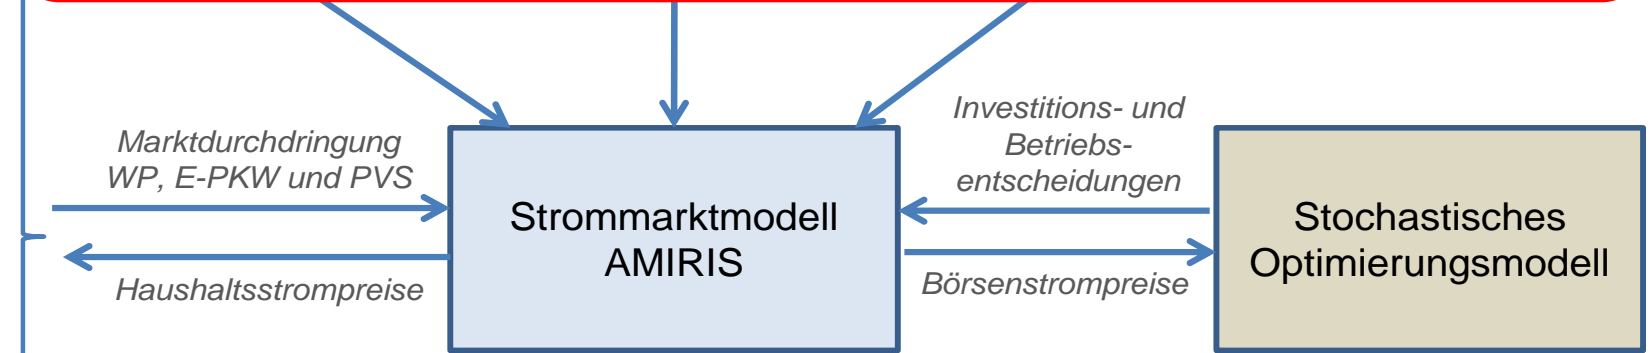 Marktdurchdringung
WP, E-PKW und PVS
Haushaltsstrompreise
Strommarktmodell
AMIRIS
Investitions- und
Betriebs-
entscheidungen
Börsenstrompreise
Stochastisches
Optimierungsmodell